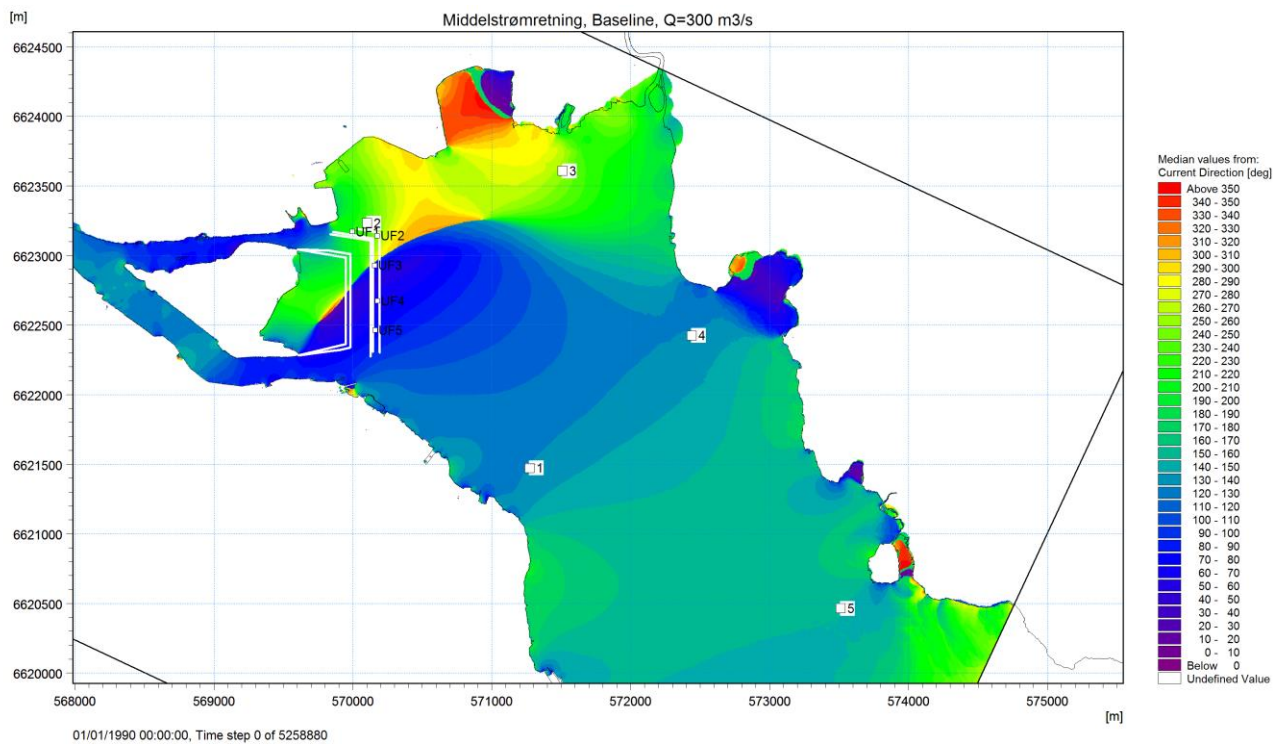 Middelstrømretning, Baseline, Q=300 m3/s
[m]
6624500
6624000
6623500
6623000
6622500
6622000
6621500
6621000
6620500
6620000
568000
569000
570000
571000
572000
573000
574000
575000
[m]
3
2
UF1
UF2
UF3
UF4
UF5
4
1
5
Median values from:
Current Direction [deg]
Above 350
340 - 350
330 - 340
320 - 330
310 - 320
300 - 310
290 - 300
280 - 290
270 - 280
260 - 270
250 - 260
240 - 250
230 - 240
220 - 230
210 - 220
200 - 210
190 - 200
180 - 190
170 - 180
160 - 170
150 - 160
140 - 150
130 - 140
120 - 130
110 - 120
100 - 110
90 - 100
80 - 90
70 - 80
60 - 70
50 - 60
40 - 50
30 - 40
20 - 30
10 - 20
0 - 10
Below 0
Undefined Value
01/01/1990 00:00:00, Time step 0 of 5258880